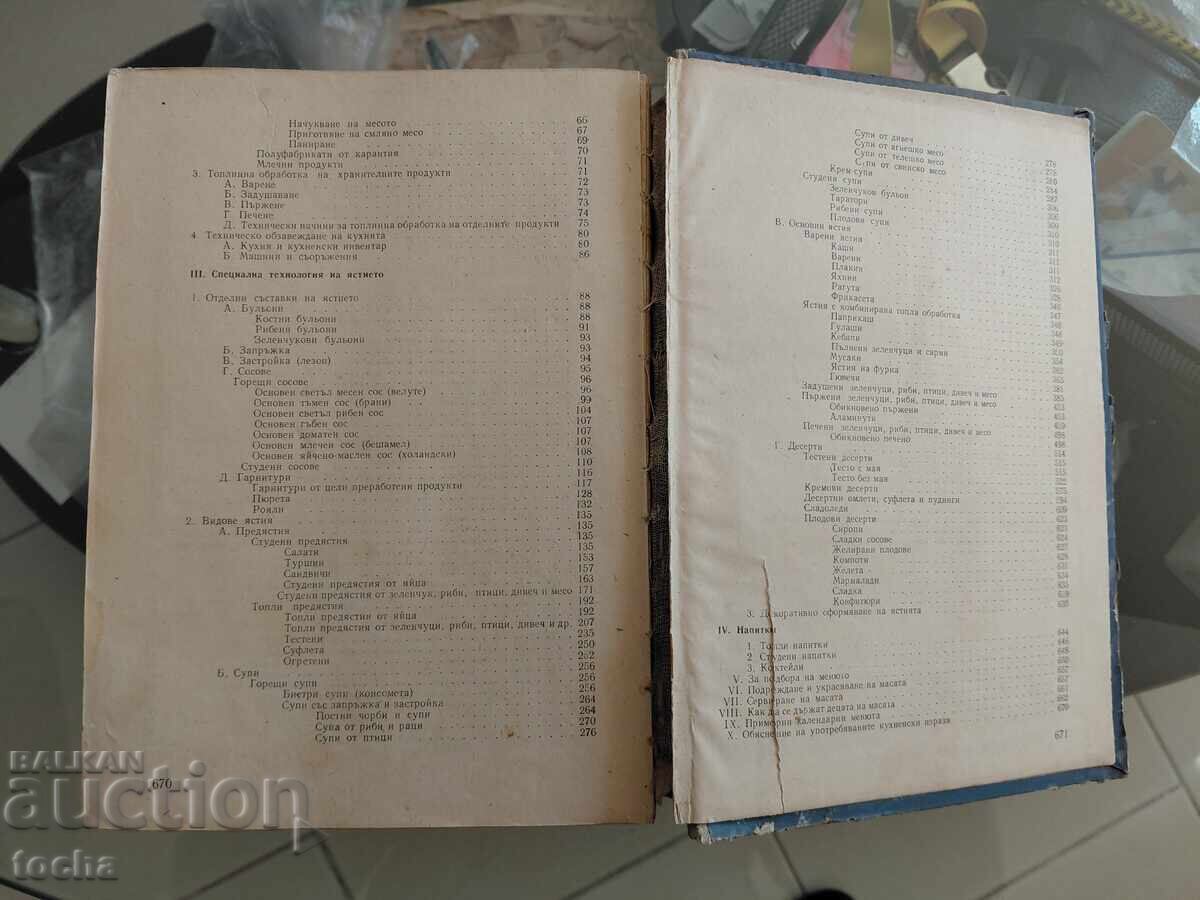 Начукване на месото 66
Приготвяне на смляно месо 67
Паниране 69
Полуфабрикати от карантия 70
Млечни продукти 71
3. Топлинна обработка на хранителните продукти 71
А. Варене 72
Б. Задушаване 73
В. Пържене 73
Г. Печене 74
Д. Технически начини за топлинна обработка на отделните продукти 75
4. Техническо обзавеждане на кухнята 80
А. Кухня и кухненски инвентар 80
Б. Машини и съоръжения 86
III. Специална технология на ястието
1. Отделни съставки на ястието 88
А. Бульони 88
Костни бульони 88
Рибени бульони 91
Зеленчукови бульони 93
Б. Запръжка 93
В. Застройка (лезон) 94
Г. Сосове 95
Горещи сосове 96
Основен светъл месен сос (велуте) 96
Основен тъмен сос (брани) 99
Основен светъл рибен сос 104
Основен гъбен сос 107
Основен доматен сос 107
Основен млечен сос (бешамел) 107
Основен яйчено-маслен сос (холандски) 108
Студени сосове 110
Д. Гарнитури 116
Гарнитури от цели преработени продукти 117
Пюрета 128
Рояли 132
2. Видове ястия 135
А. Предястия 135
Студени предястия 135
Салати 135
Туршии 153
Сандвичи 157
Студени предястия от яйца 163
Студени предястия от зеленчук, риби, птици, дивеч и месо 171
Топли предястия 192
Топли предястия от яйца 192
Топли предястия от зеленчуци, риби, птици, дивеч и др. 207
Тестени 235
Суфлета 250
Огретени 252
Б. Супи 256
Горещи супи 256
Бистри супи (консомета) 256
Супи със запръжка и застройка 264
Постни чорби и супи 264
Супа от риби и раци 270
Супи от птици 276
670
Супи от дивеч
Супи от агнешко месо
Супи от телешко месо
Супи от свинско месо
Крем-супи
Студени супи
Зеленчуков бульон
Таратори
Рибени супи
Плодови супи
В. Основни ястия
Варени ястия
Каши
Варени
Плакии
Яхнии
Рагута
Фрикасета
Ястия с комбинирана топла обработка
Паприкаш
Гулаши
Кебапи
Пълнени зеленчуци и сарми
Мусаки
Ястия на фурна
Гювечи
Задушени зеленчуци, риби, птици, дивеч и месо
Пържени зеленчуци, риби, птици, дивеч и месо
Обикновено пържени
Аламинути
Печени зеленчуци, риби, птици, дивеч и месо
Обикновено печено
Г. Десерти
Тестени десерти
Тесто с мая
Тесто без мая
Кремови десерти
Десертни омлети, суфлета и пудинги
Сладоледи
Плодови десерти
Сиропи
Сладки сосове
Желирани плодове
Компоти
Желета
Мармалади
Сладка
Конфитюри
3. Декоративно оформяване на ястията
IV. Напитки
1. Топли напитки
2 Студени напитки
3. Коктейли
V. За подбора на менюто
VI. Подреждане и украсяване на масата
VII. Сервиране на масата
VIII. Как да се държат децата на масата
IX. Примерни календарни менюта
X. Обяснение на употребяваните кухненски изрази
671
BALKAN
auction
tocha